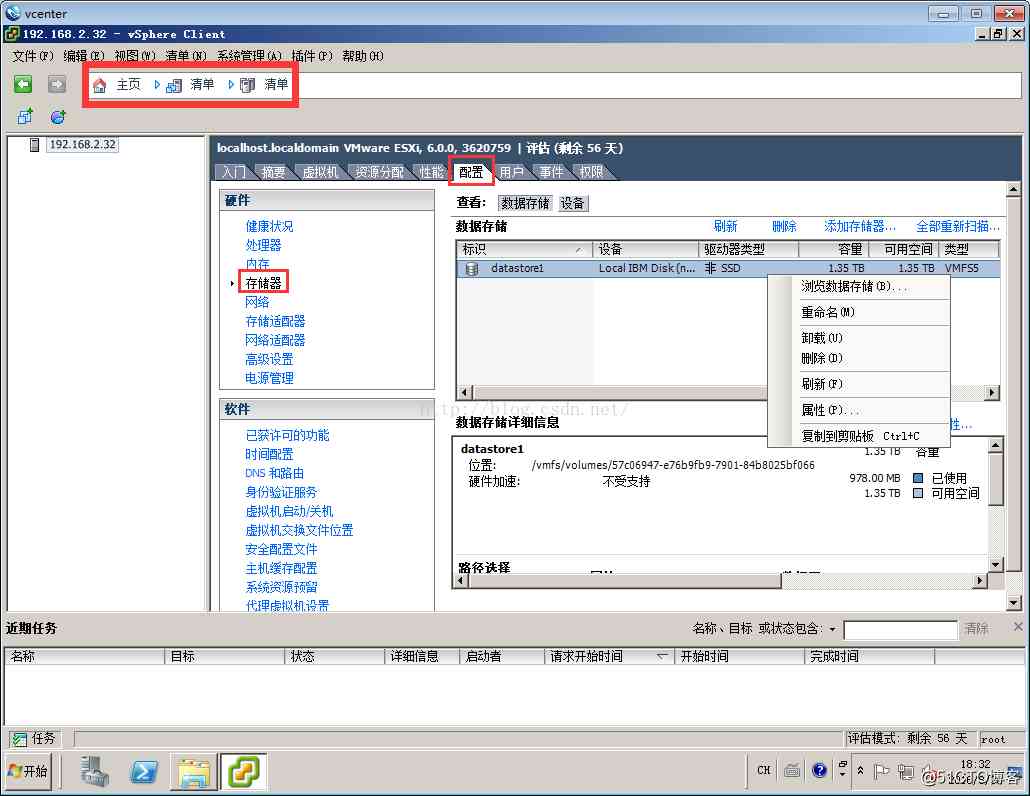 vcenter
192.168.2.32 - vSphere Client
文件(F) 编辑(E) 视图(V) 清单(N) 系统管理(A) 插件(P) 帮助(H)
主页 清单 清单
192.168.2.32
localhost.localdomain VMware ESXi, 6.0.0, 3620759 | 评估 (剩余 56 天)
入门 摘要 虚拟机 资源分配 性能 配置 用户 事件 权限
硬件
健康状况
处理器
内存
存储器
网络
存储适配器
网络适配器
高级设置
电源管理
软件
已获许可的功能
时间配置
DNS 和路由
身份验证服务
虚拟机启动/关机
虚拟机交换文件位置
安全配置文件
主机缓存配置
系统资源预留
代理虚拟机设置
查看: 数据存储 设备
数据存储 刷新 删除 添加存储器... 全部重新扫描...
标识 设备 驱动器类型 容量 可用空间 类型
datastore1 Local IBM Disk (n... 非 SSD 1.35 TB 1.35 TB VMFS5
浏览数据存储(B)...
重命名(M)
卸载(U)
删除(D)
刷新(F)
属性(P)...
复制到剪贴板 Ctrl+C
http://blog.csdn.net/
数据存储详细信息 性...
datastore1 1.35 TB 容量
位置: /vmfs/volumes/57c06947-e76b9fb9-7901-84b8025bf066
硬件加速: 不受支持
978.00 MB 已使用
1.35 TB 可用空间
路径选择
近期任务 名称、目标 或状态包含: 清除
名称 目标 状态 详细信息 启动者 请求开始时间 开始时间 完成时间
任务 评估模式: 剩余 56 天 root
开始 CH 18:32
@51CTO博客